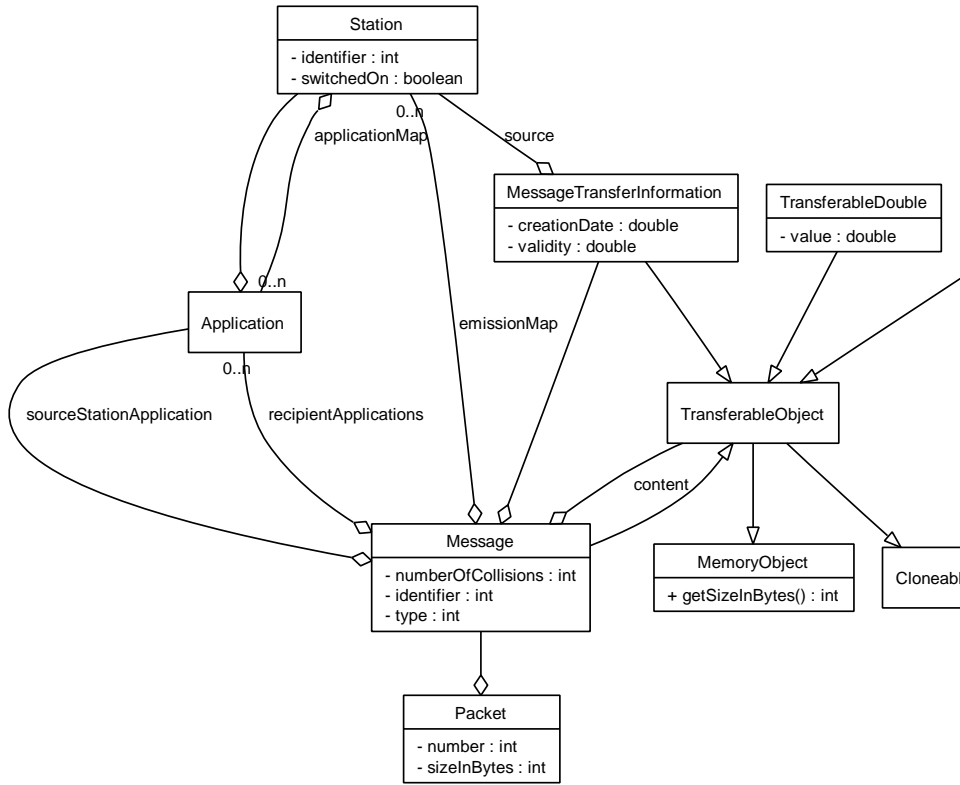 Station
- identifier : int
- switchedOn : boolean
0..n
applicationMap
source
MessageTransferInformation
- creationDate : double
- validity : double
TransferableDouble
- value : double
0..n
Application
emissionMap
0..n
sourceStationApplication
recipientApplications
TransferableObject
content
Message
- numberOfCollisions : int
- identifier : int
- type : int
MemoryObject
+ getSizeInBytes() : int
Packet
- number : int
- sizeInBytes : int